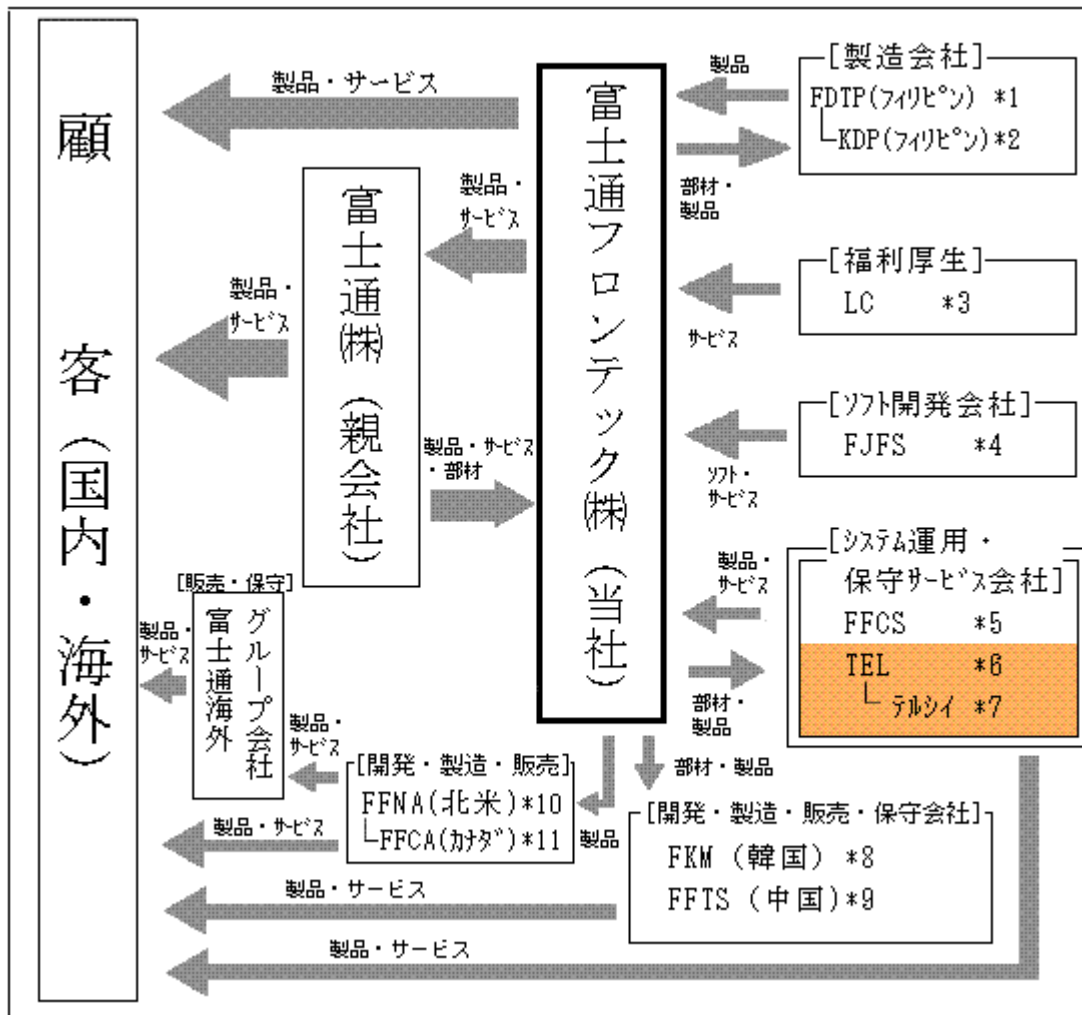 顧客（国内・海外）
製品・サービス
富士通㈱（親会社）
製品・
サービス
製品・
サービス
製品・サービス
・部材
富士通フロンテック㈱（当社）
製品
部材・
製品
[製造会社]
FDTP(フィリピン) *1
KDP(フィリピン)*2
[福利厚生]
LC *3
サービス
[ソフト開発会社]
FJFS *4
ソフト・
サービス
[システム運用・
保守サービス会社]
FFCS *5
TEL *6
テルシイ *7
製品・
サービス
部材・
製品
[販売・保守]
富士通海外
グループ会社
製品・
サービス
製品・
サービス
[開発・製造・販売]
FFNA(北米)*10
FFCA(カナダ)*11
製品
部材・製品
[開発・製造・販売・保守会社]
FKM (韓国) *8
FFTS (中国)*9
製品・サービス
製品・サービス
製品・サービス